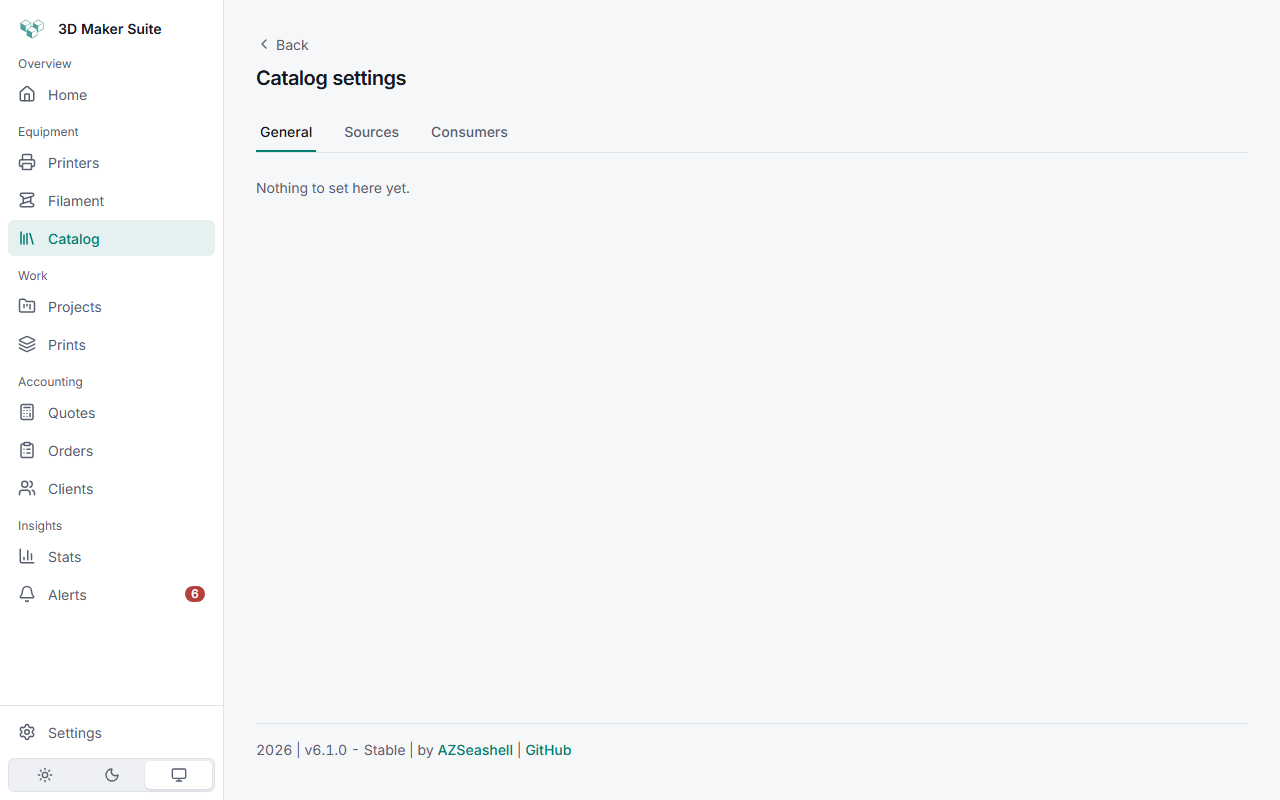 3D Maker Suite
Overview
Home
Equipment
Printers
Filament
Catalog
Work
Projects
Prints
Accounting
Quotes
Orders
Clients
Insights
Stats
Alerts 6
Settings
Back
Catalog settings
General Sources Consumers
Nothing to set here yet.
2026 | v6.1.0 - Stable | by AZSeashell | GitHub